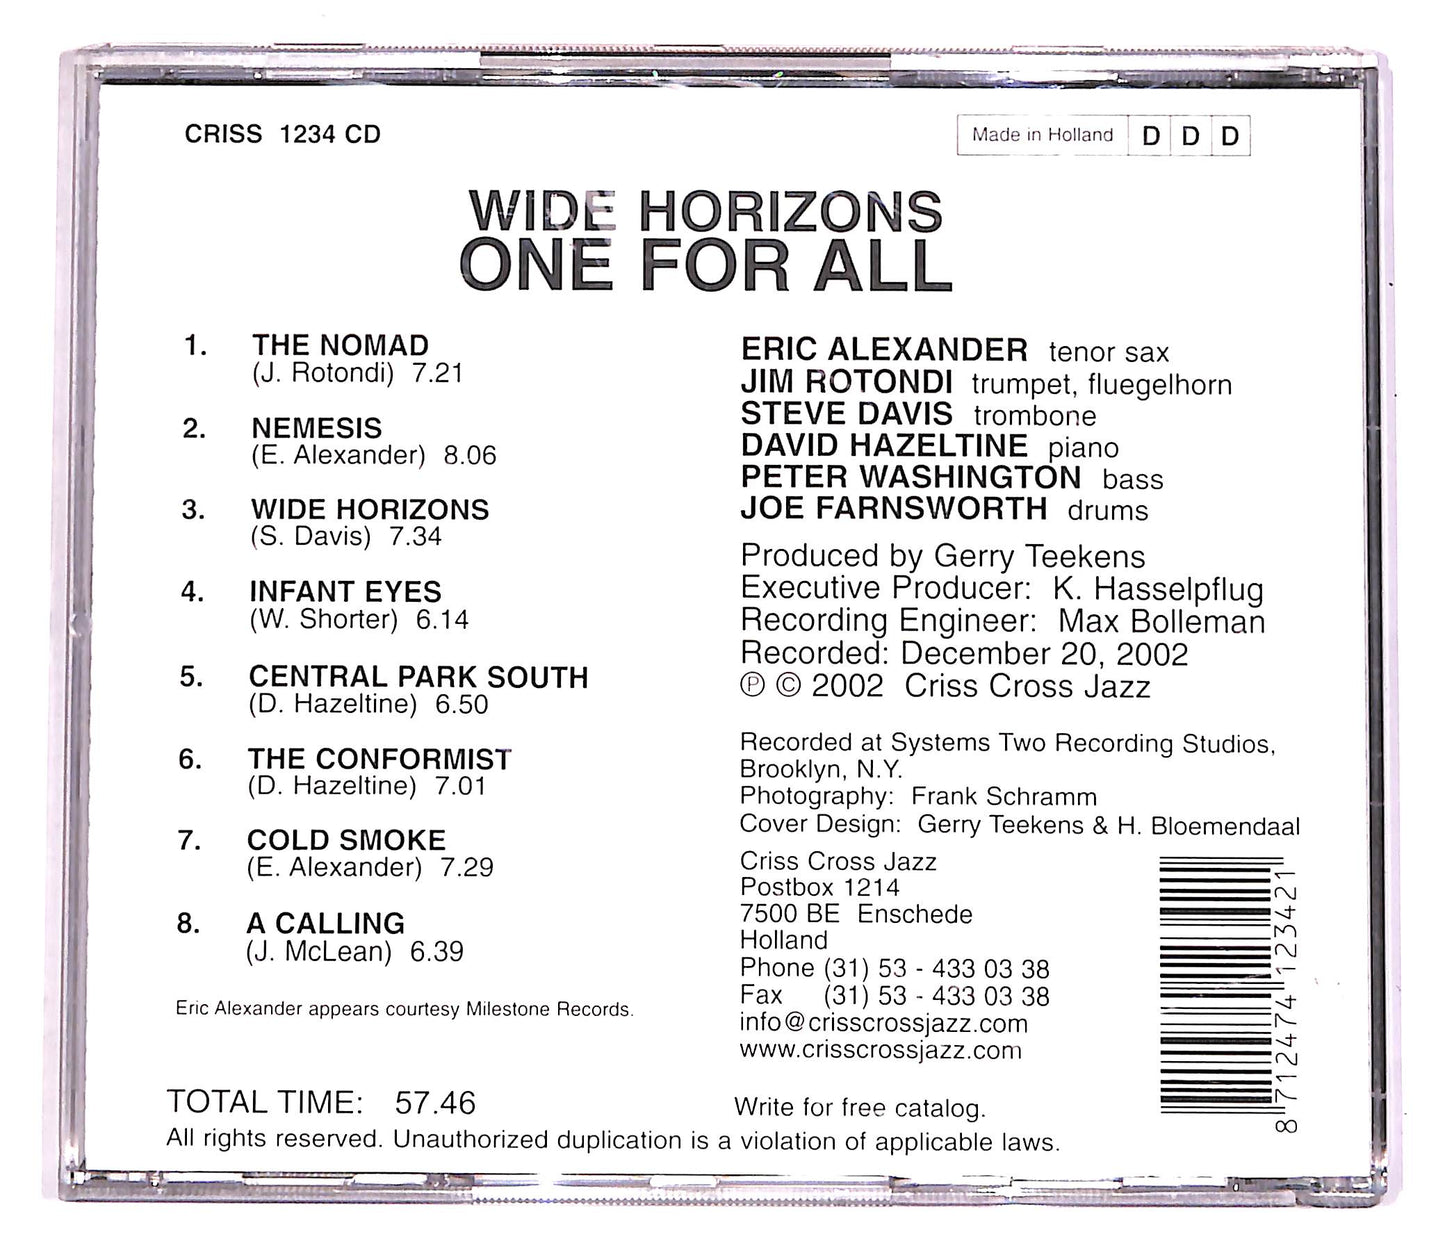 CRISS 1234 CD
Made in Holland D D D
WIDE HORIZONS
ONE FOR ALL
1. THE NOMAD
(J. Rotondi) 7.21
2. NEMESIS
(E. Alexander) 8.06
3. WIDE HORIZONS
(S. Davis) 7.34
4. INFANT EYES
(W. Shorter) 6.14
5. CENTRAL PARK SOUTH
(D. Hazeltine) 6.50
6. THE CONFORMIST
(D. Hazeltine) 7.01
7. COLD SMOKE
(E. Alexander) 7.29
8. A CALLING
(J. McLean) 6.39
Eric Alexander appears courtesy Milestone Records.
ERIC ALEXANDER tenor sax
JIM ROTONDI trumpet, fluegelhorn
STEVE DAVIS trombone
DAVID HAZELTINE piano
PETER WASHINGTON bass
JOE FARNSWORTH drums
Produced by Gerry Teekens
Executive Producer: K. Hasselpflug
Recording Engineer: Max Bolleman
Recorded: December 20, 2002
℗ © 2002 Criss Cross Jazz
Recorded at Systems Two Recording Studios,
Brooklyn, N.Y.
Photography: Frank Schramm
Cover Design: Gerry Teekens & H. Bloemendaal
Criss Cross Jazz
Postbox 1214
7500 BE Enschede
Holland
Phone (31) 53 - 433 03 38
Fax (31) 53 - 433 03 38
info@crisscrossjazz.com
www.crisscrossjazz.com
8 712474 123421
TOTAL TIME: 57.46
Write for free catalog.
All rights reserved. Unauthorized duplication is a violation of applicable laws.